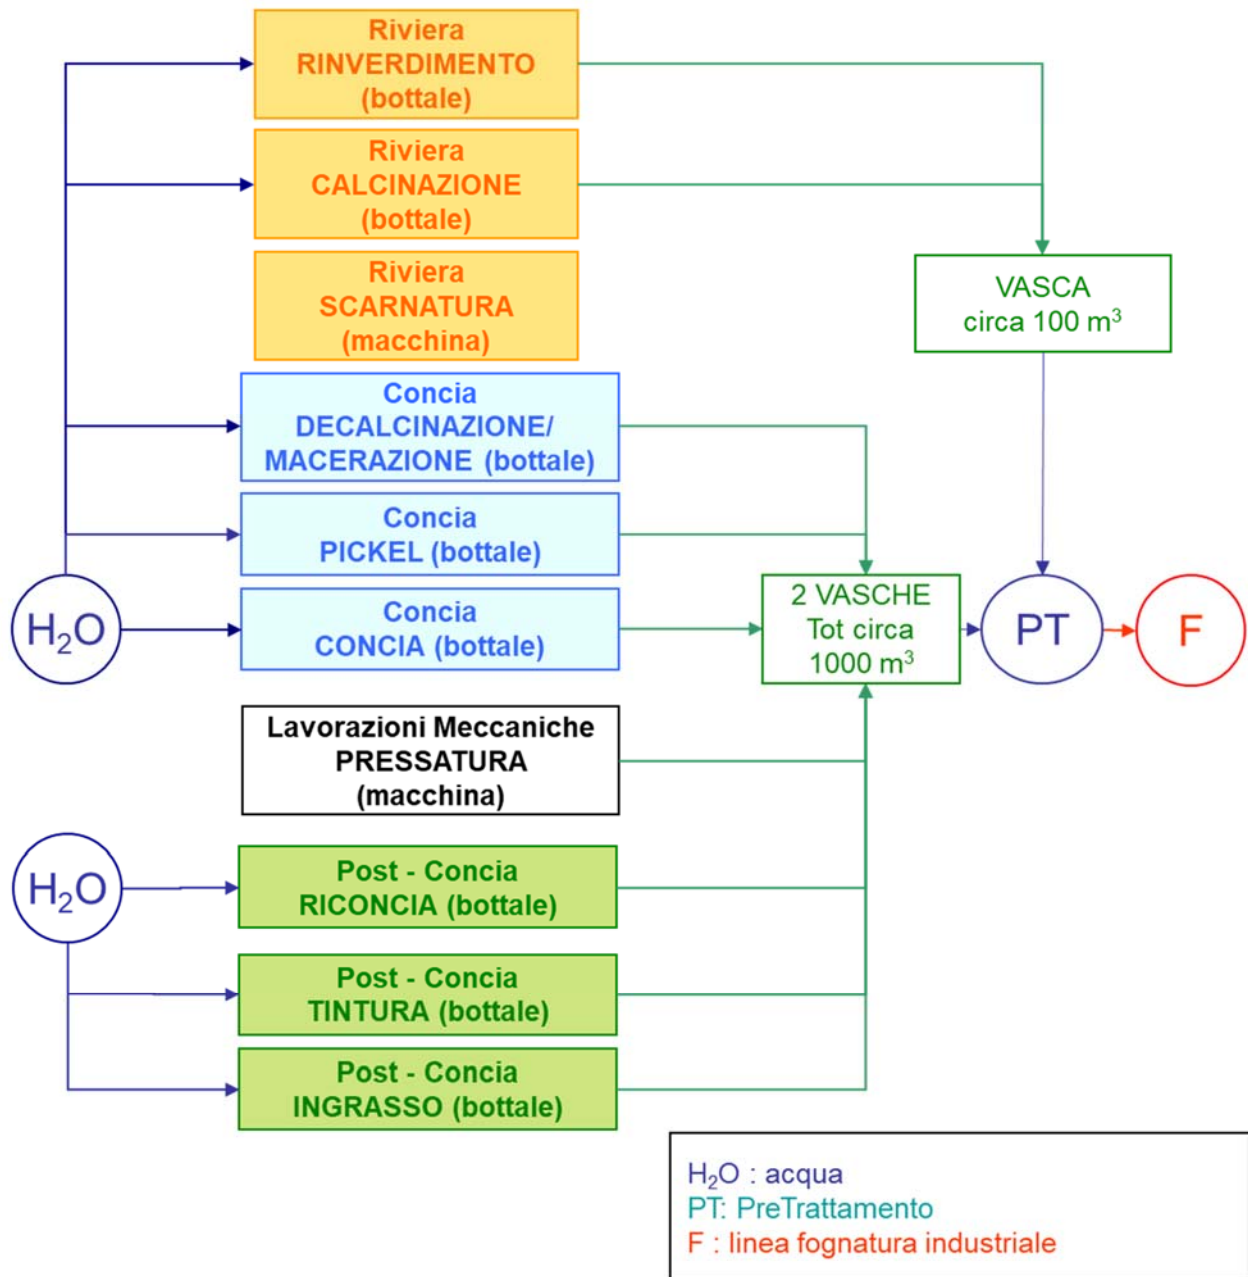 Riviera
RINVERDIMENTO
(bottale)
Riviera
CALCINAZIONE
(bottale)
Riviera
SCARNATURA
(macchina)
VASCA
circa 100 m³
Concia
DECALCINAZIONE/
MACERAZIONE (bottale)
Concia
PICKEL (bottale)
H₂O
Concia
CONCIA (bottale)
2 VASCHE
Tot circa
1000 m³
PT
F
Lavorazioni Meccaniche
PRESSATURA
(macchina)
H₂O
Post - Concia
RICONCIA (bottale)
Post - Concia
TINTURA (bottale)
Post - Concia
INGRASSO (bottale)
H₂O : acqua
PT: PreTrattamento
F : linea fognatura industriale